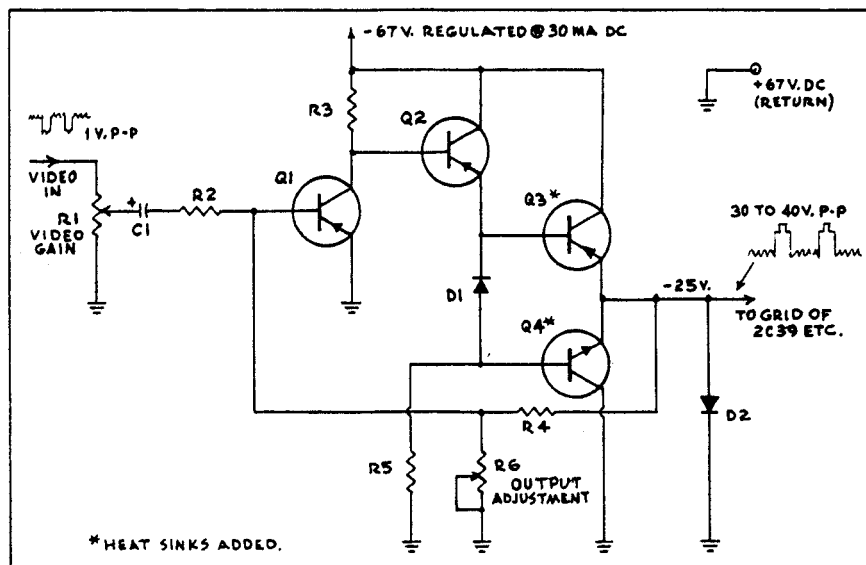 -67V. REGULATED @ 30 MA DC
+67V. DC
(RETURN)
R3
Q2
1 V. P-P
VIDEO
IN
R1
VIDEO
GAIN
+
C1
R2
Q1
Q3*
30 TO 40V. P-P
D1
-25V.
TO GRID OF
2C39 ETC.
Q4*
R4
D2
R5
R6
OUTPUT
ADJUSTMENT
*HEAT SINKS ADDED.